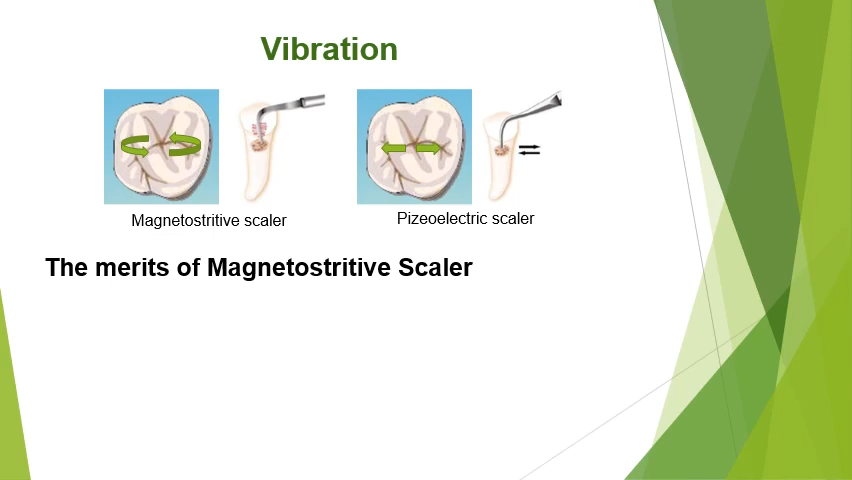 Vibration
Magnetostritive scaler
Pizeoelectric scaler
The merits of Magnetostritive Scaler